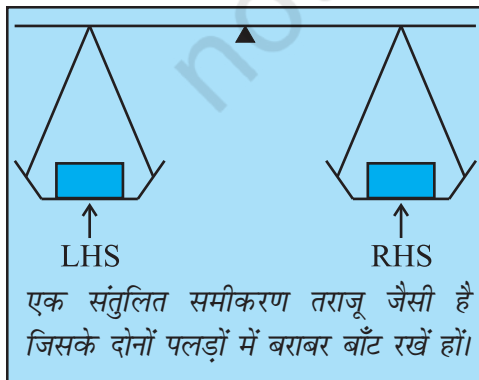 LHS
RHS
एक संतुलित समीकरण तराजू जैसी है
जिसके दोनों पलड़ों में बराबर बाँट रखें हों।